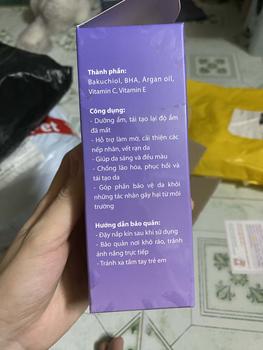 Thành phần:
Bakuchiol, BHA, Argan oil,
Vitamin C, Vitamin E
Công dụng:
- Dưỡng ẩm, tái tạo lại độ ẩm
đã mất
- Hỗ trợ làm mờ, cải thiện các
nếp nhăn, vết rạn da
- Giúp da sáng và đều màu
- Chống lão hóa, phục hồi và
tái tạo da
- Góp phần bảo vệ da khỏi
những tác nhân gây hại từ môi
trường
Hướng dẫn bảo quản:
- Đậy nắp kín sau khi sử dụng
- Bảo quản nơi khô ráo, tránh
ánh nắng trực tiếp
- Tránh xa tầm tay trẻ em